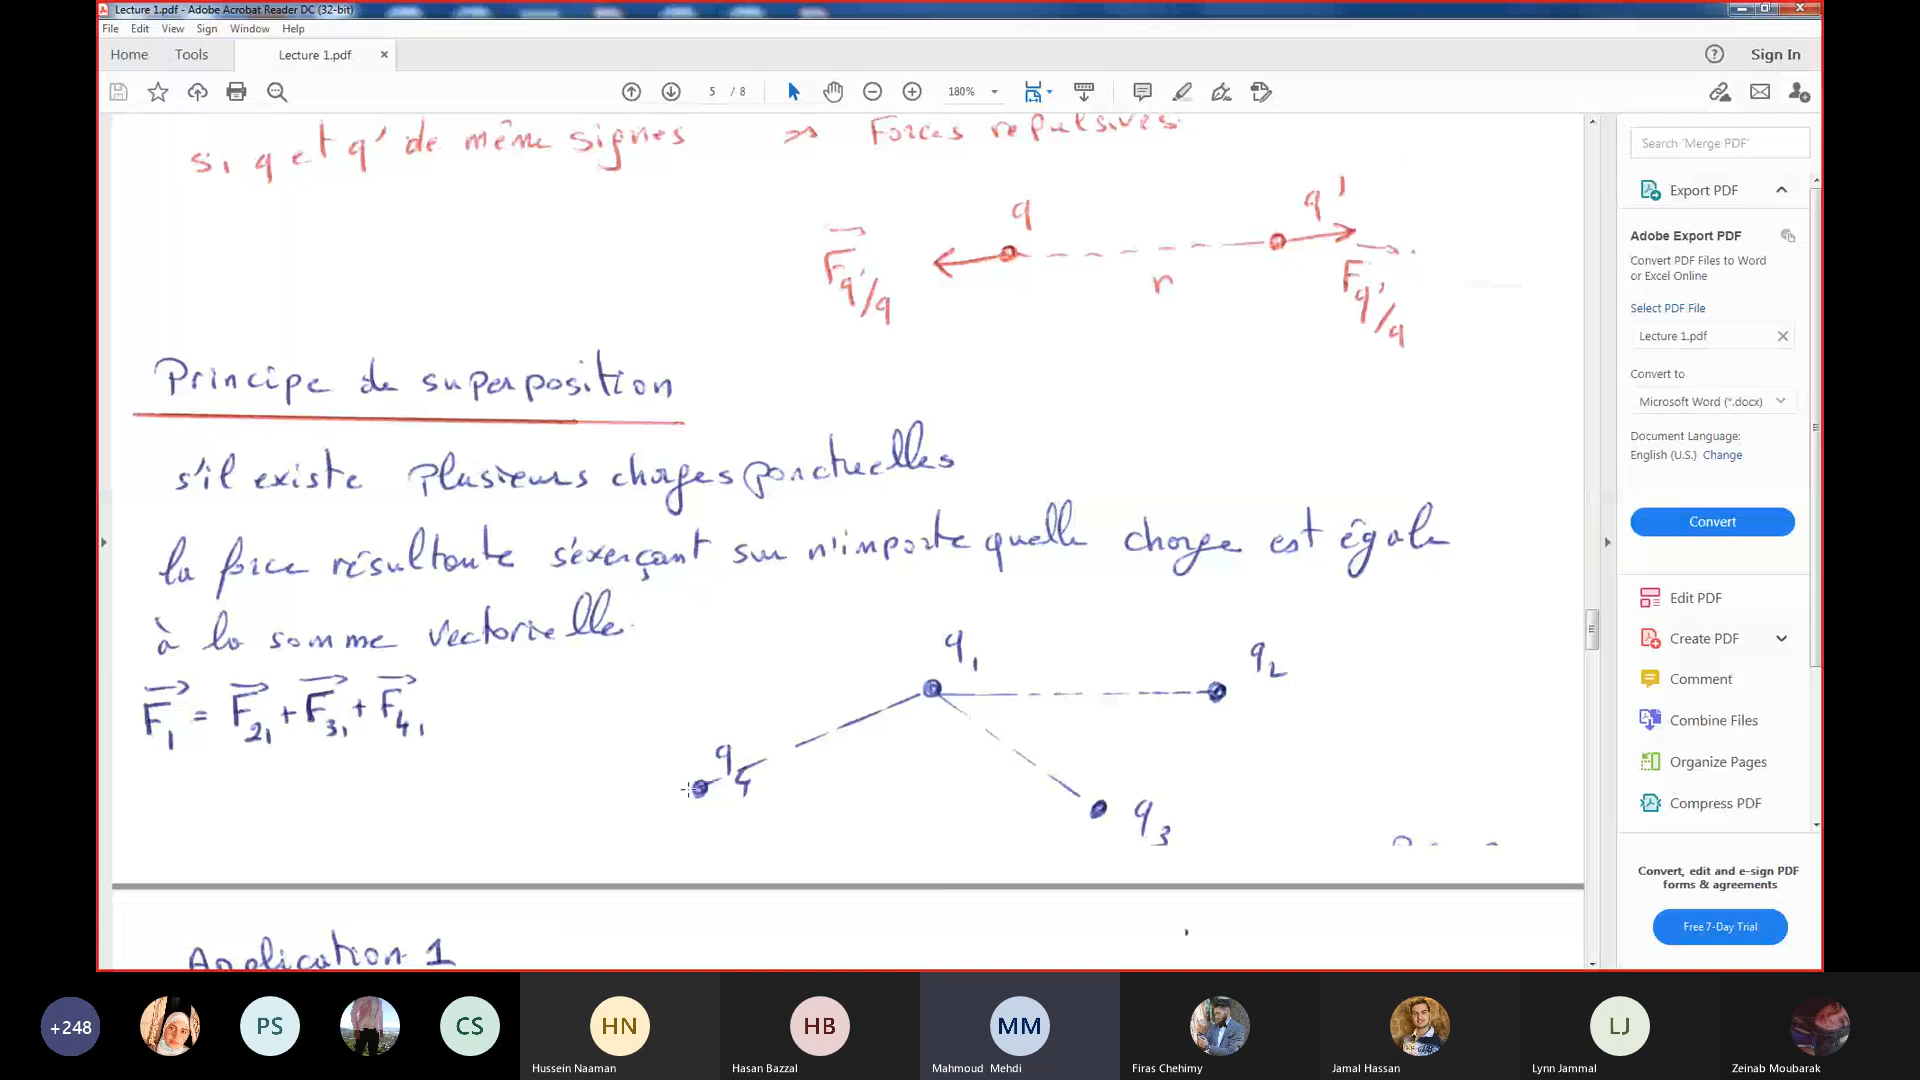 Lecture 1.pdf - Adobe Acrobat Reader DC (32-bit)
File Edit View Sign Window Help
Home Tools Lecture 1.pdf × Sign In
5 / 8 180%
si q et q' de même signes ⇒ Forces repulsives
q q'
F q'/q r F q'/q
Principe de superposition
s'il existe plusieurs charges ponctuelles
la force résultante s'exerçant sur n'importe quelle charge est égale
à la somme vectorielle.
F1 = F21 + F31 + F41
q1 q2
q4
q3
Application 1
Search 'Merge PDF'
Export PDF
Adobe Export PDF
Convert PDF Files to Word
or Excel Online
Select PDF File
Lecture 1.pdf
Convert to
Microsoft Word (*.docx)
Document Language:
English (U.S.) Change
Convert
Edit PDF
Create PDF
Comment
Combine Files
Organize Pages
Compress PDF
Convert, edit and e-sign PDF
forms & agreements
Free 7-Day Trial
+248 PS CS HN HB MM LJ
Hussein Naaman Hasan Bazzal Mahmoud Mehdi Firas Chehimy Jamal Hassan Lynn Jammal Zeinab Moubarak